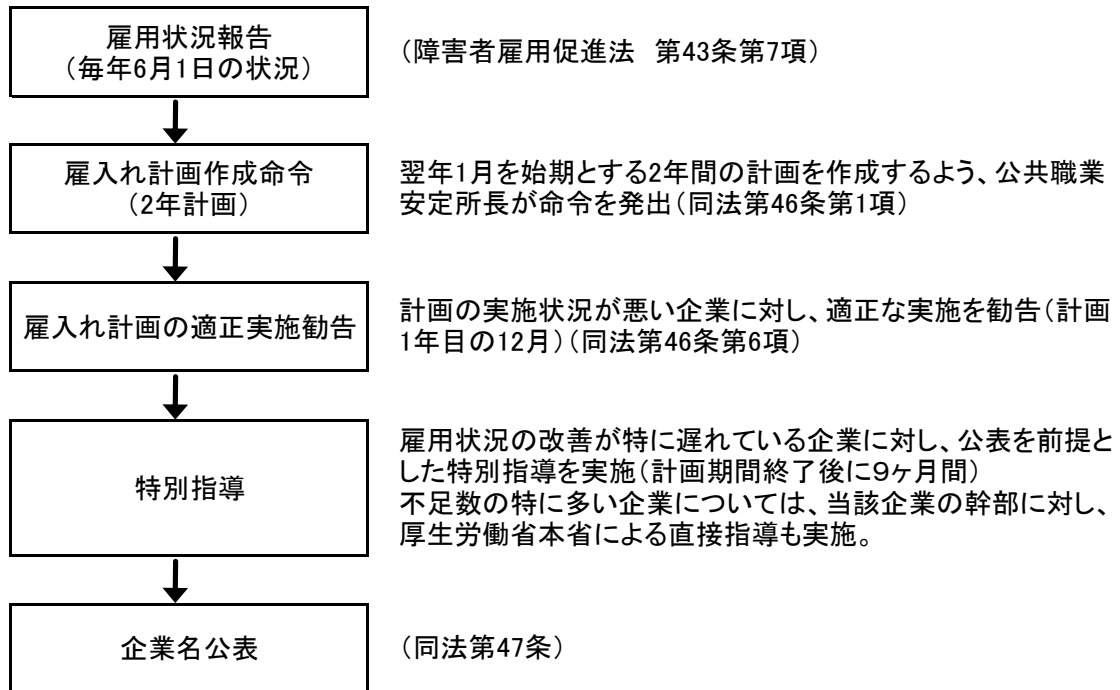 雇用状況報告
(毎年6月1日の状況)
(障害者雇用促進法 第43条第7項)
雇入れ計画作成命令
(2年計画)
翌年1月を始期とする2年間の計画を作成するよう、公共職業
安定所長が命令を発出(同法第46条第1項)
雇入れ計画の適正実施勧告
計画の実施状況が悪い企業に対し、適正な実施を勧告(計画
1年目の12月)(同法第46条第6項)
特別指導
雇用状況の改善が特に遅れている企業に対し、公表を前提と
した特別指導を実施(計画期間終了後に9ヶ月間)
不足数の特に多い企業については、当該企業の幹部に対し、
厚生労働省本省による直接指導も実施。
企業名公表
(同法第47条)